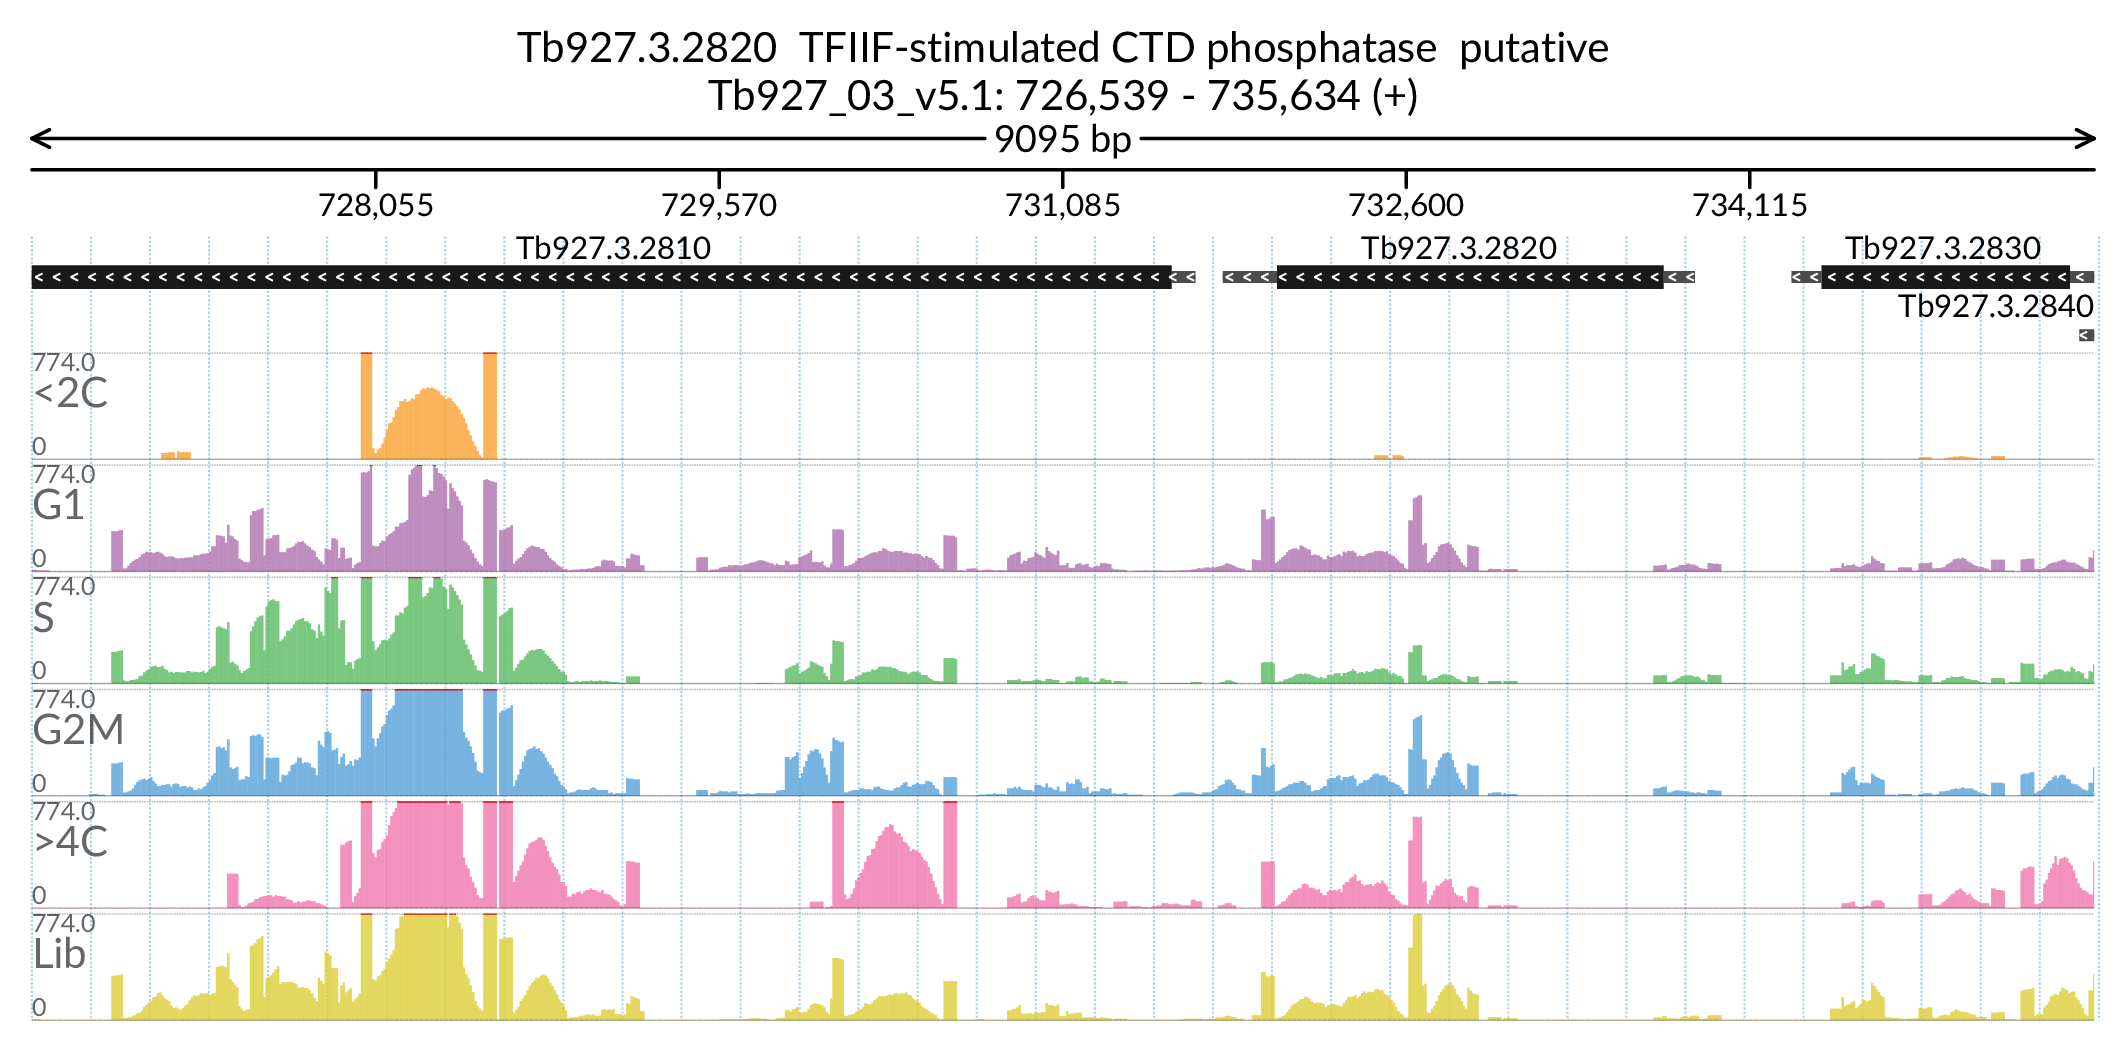 Tb927.3.2820  TFIIF-stimulated CTD phosphatase  putative
Tb927_03_v5.1: 726,539 - 735,634 (+)
9095 bp
728,055 729,570 731,085 732,600 734,115
Tb927.3.2810 Tb927.3.2820 Tb927.3.2830
Tb927.3.2840
774.0
<2C
0
774.0
G1
0
774.0
S
0
774.0
G2M
0
774.0
>4C
0
774.0
Lib
0